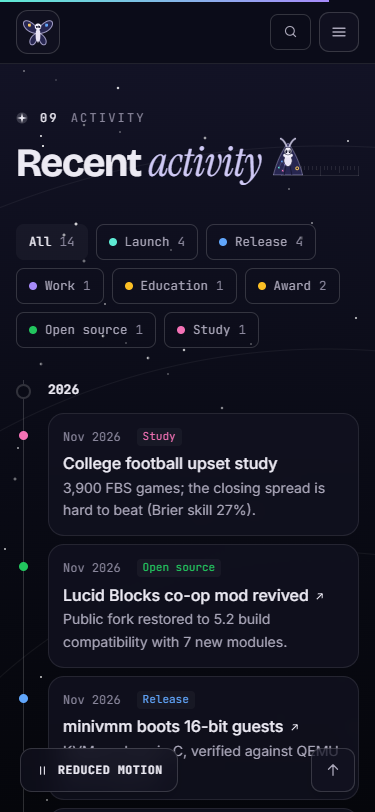 09 ACTIVITY
Recent activity
All 14
Launch 4
Release 4
Work 1
Education 1
Award 2
Open source 1
Study 1
2026
Nov 2026 Study
College football upset study
3,900 FBS games; the closing spread is
hard to beat (Brier skill 27%).
Nov 2026 Open source
Lucid Blocks co-op mod revived ↗
Public fork restored to 5.2 build
compatibility with 7 new modules.
Nov 2026 Release
minivmm boots 16-bit guests ↗
C, verified against QEMU
REDUCED MOTION